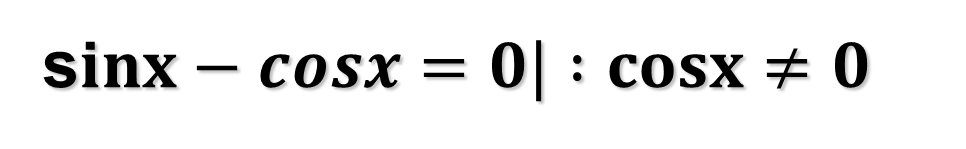 sinx − cosx = 0| : cosx ≠ 0